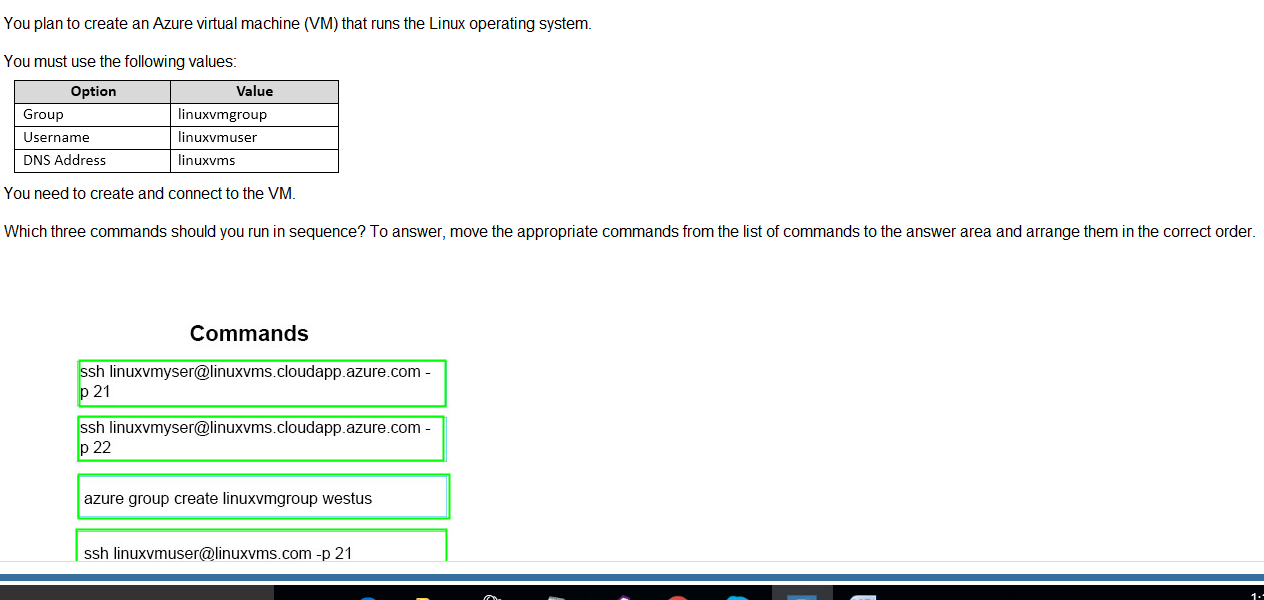 You plan to create an Azure virtual machine (VM) that runs the Linux operating system.
You must use the following values:
Option Value
Group linuxvmgroup
Username linuxvmuser
DNS Address linuxvms
You need to create and connect to the VM.
Which three commands should you run in sequence? To answer, move the appropriate commands from the list of commands to the answer area and arrange them in the correct order.
Commands
ssh linuxvmyser@linuxvms.cloudapp.azure.com -
p 21
ssh linuxvmyser@linuxvms.cloudapp.azure.com -
p 22
azure group create linuxvmgroup westus
ssh linuxvmuser@linuxvms.com -p 21